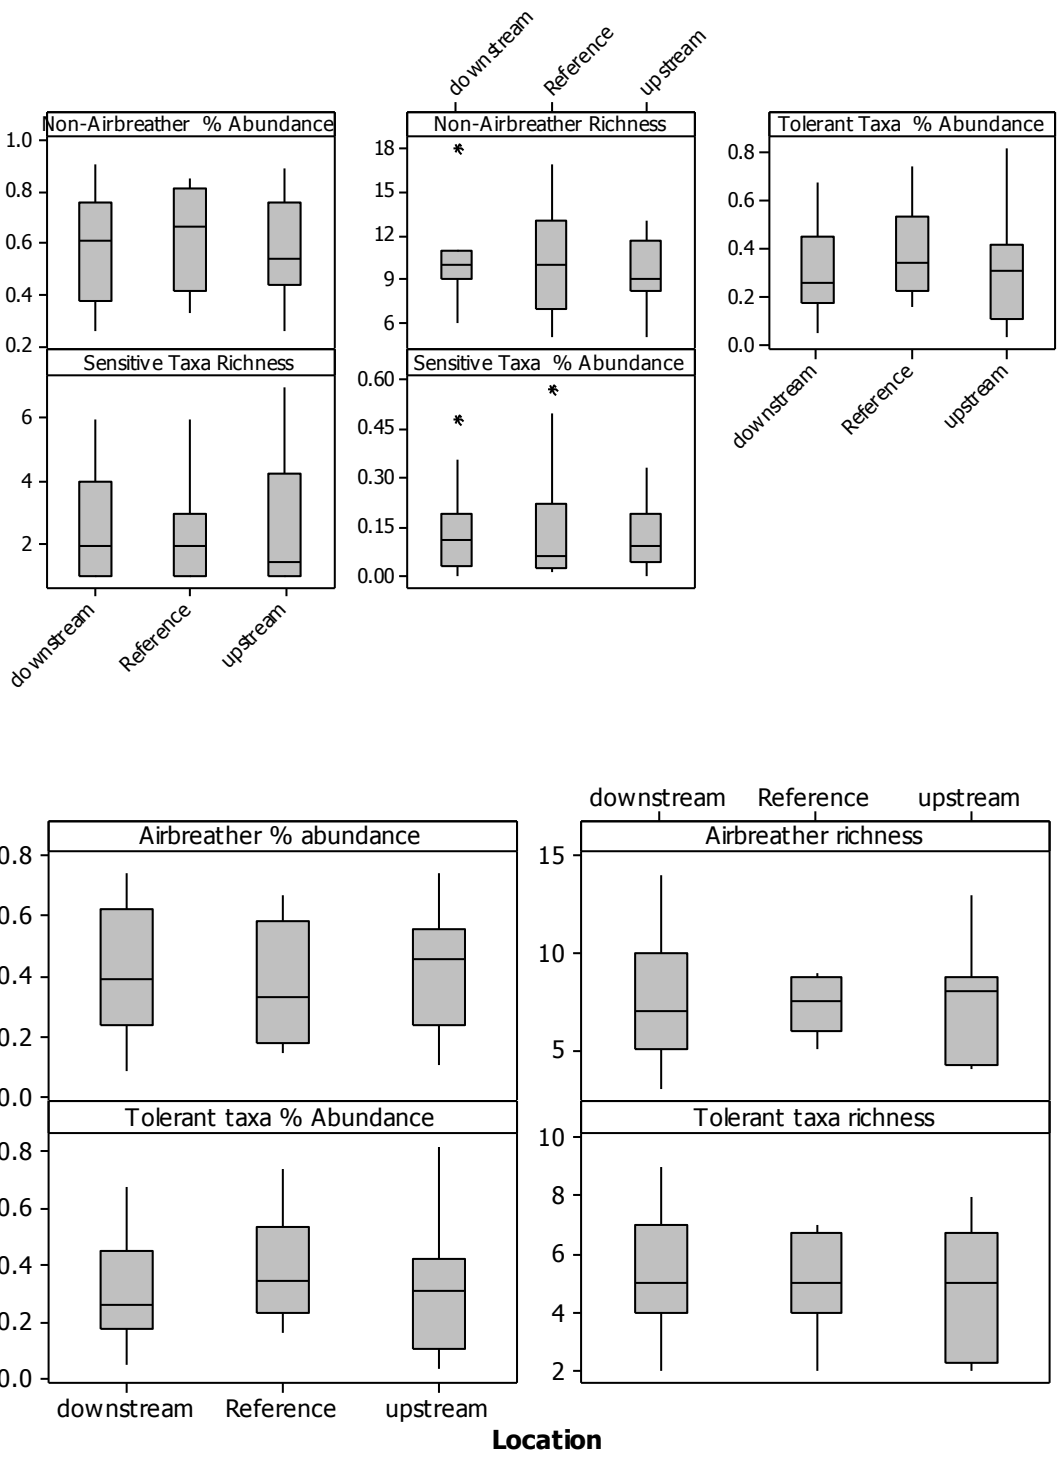 downstream Reference upstream
Non-Airbreather % Abundance
Non-Airbreather Richness
Tolerant Taxa % Abundance
1.0
0.8
0.6
0.4
0.2
18
15
12
9
6
0.8
0.6
0.4
0.2
0.0
Sensitive Taxa Richness
Sensitive Taxa % Abundance
6
4
2
0.60
0.45
0.30
0.15
0.00
downstream Reference upstream
downstream Reference upstream
downstream Reference upstream
Airbreather % abundance
Airbreather richness
0.8
0.6
0.4
0.2
0.0
15
10
5
Tolerant taxa % Abundance
Tolerant taxa richness
0.8
0.6
0.4
0.2
0.0
10
8
6
4
2
downstream Reference upstream
Location